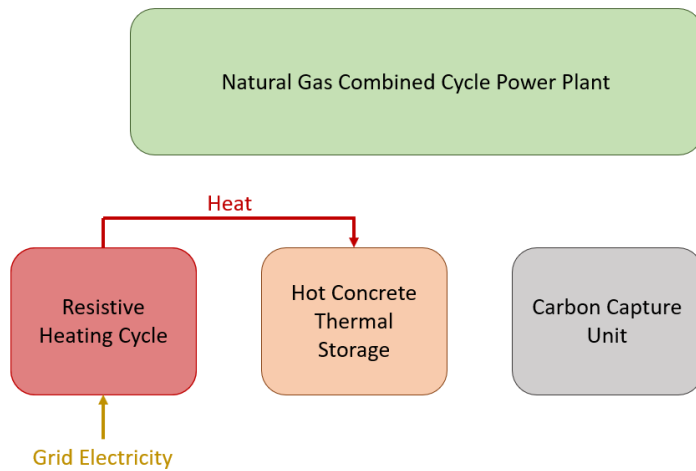 Natural Gas Combined Cycle Power Plant
Heat
Resistive
Heating Cycle
Hot Concrete
Thermal
Storage
Carbon Capture
Unit
Grid Electricity